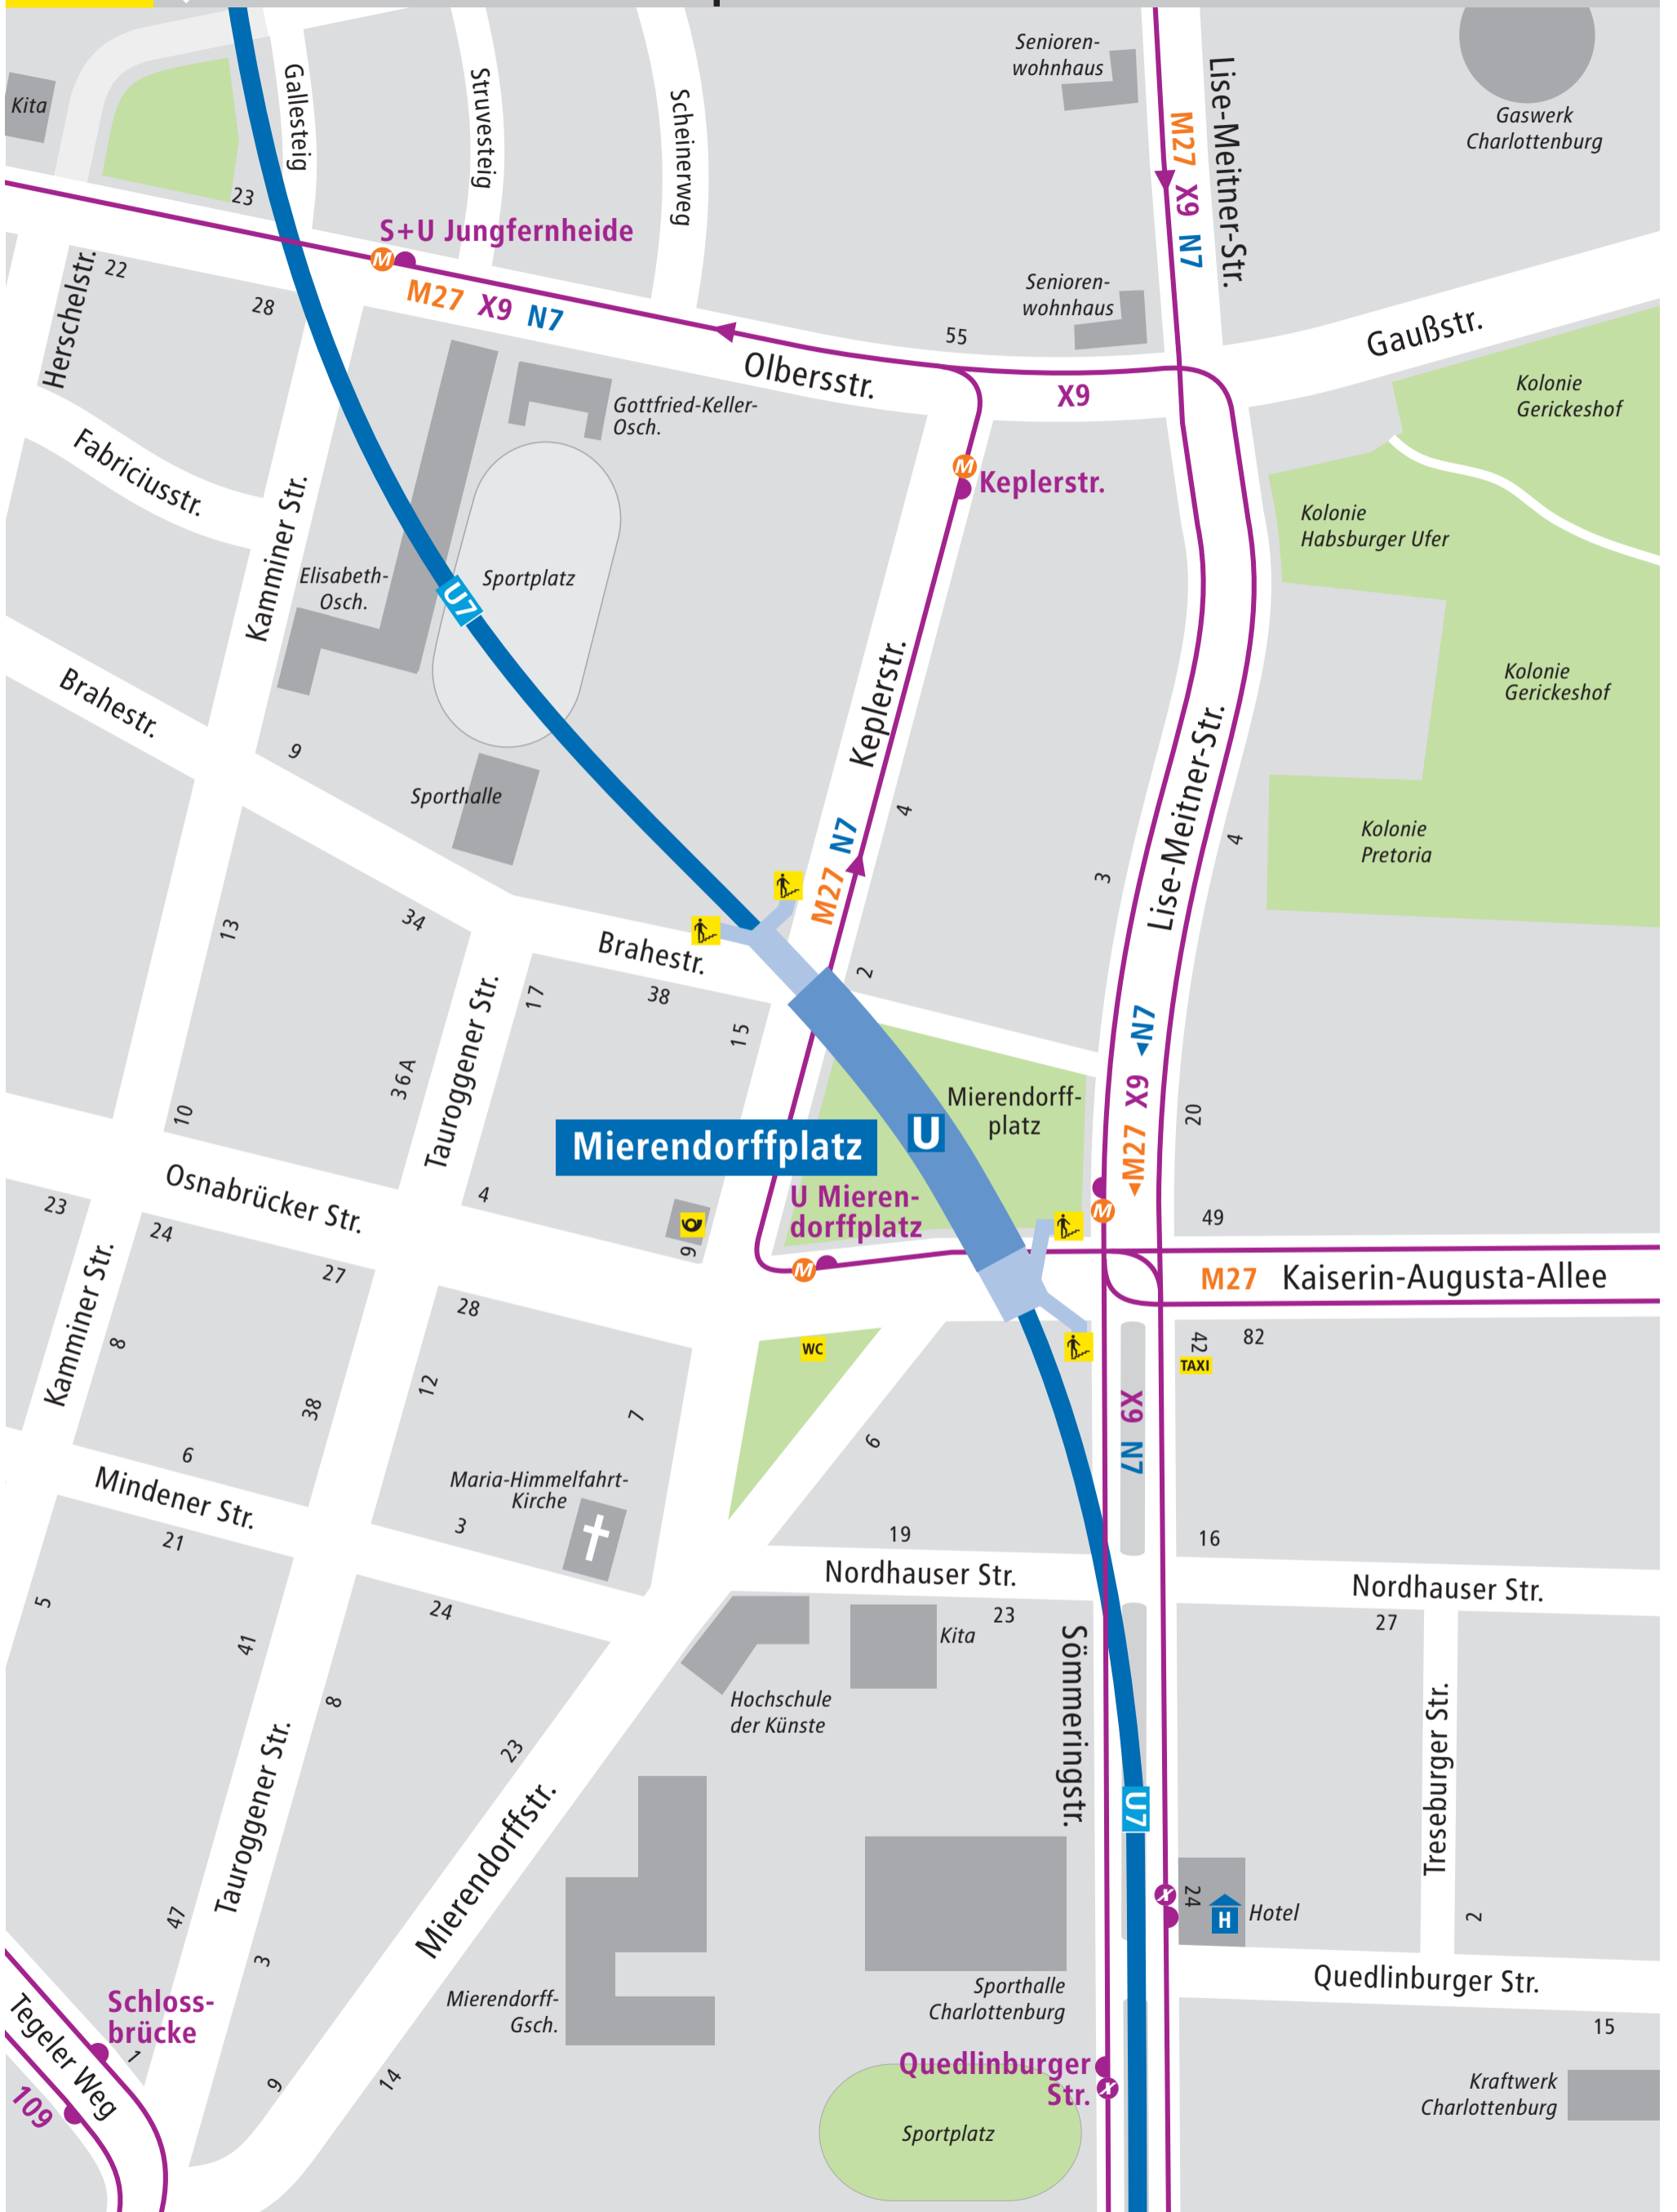 Senioren-
wohnhaus
Gaswerk
Charlottenburg
Kita
Gallesteig
Struvesteig
Scheinerweg
Lise-Meitner-Str.
M27 X9 N7
23
S+U Jungfernheide
M
M27 X9 N7
22
28
Herschelstr.
Senioren-
wohnhaus
55
Gaußstr.
Olbersstr.
X9
Kolonie
Gerickeshof
Gottfried-Keller-
Osch.
Fabriciusstr.
Kamminer Str.
M
Keplerstr.
Kolonie
Habsburger Ufer
Elisabeth-
Osch.
Sportplatz
U7
Kolonie
Gerickeshof
Brahestr.
9
Keplerstr.
Lise-Meitner-Str.
Sporthalle
4
4
3
Kolonie
Pretoria
M27 N7
13
34
Brahestr.
2
38
17
15
Tauroggener Str.
36A
10
N7
X9
M27
20
Mierendorff-
platz
Mierendorffplatz
U
U Mieren-
dorffplatz
M
M
Osnabrücker Str.
4
9
23
24
27
28
49
M27 Kaiserin-Augusta-Allee
Kamminer Str.
8
12
38
7
WC
6
42
82
TAXI
X9 N7
6
Mindener Str.
21
Maria-Himmelfahrt-
Kirche
3
19
16
Nordhauser Str.
Nordhauser Str.
5
24
41
8
23
Kita
27
Hochschule
der Künste
Sömmeringstr.
Treseburger Str.
Tauroggener Str.
23
Mierendorffstr.
U7
47
3
X
24
H
Hotel
2
Quedlinburger Str.
15
Sporthalle
Charlottenburg
Mierendorff-
Gsch.
Schloss-
brücke
Tegeler Weg
1
109
9
14
Quedlinburger
Str.
X
Sportplatz
Kraftwerk
Charlottenburg